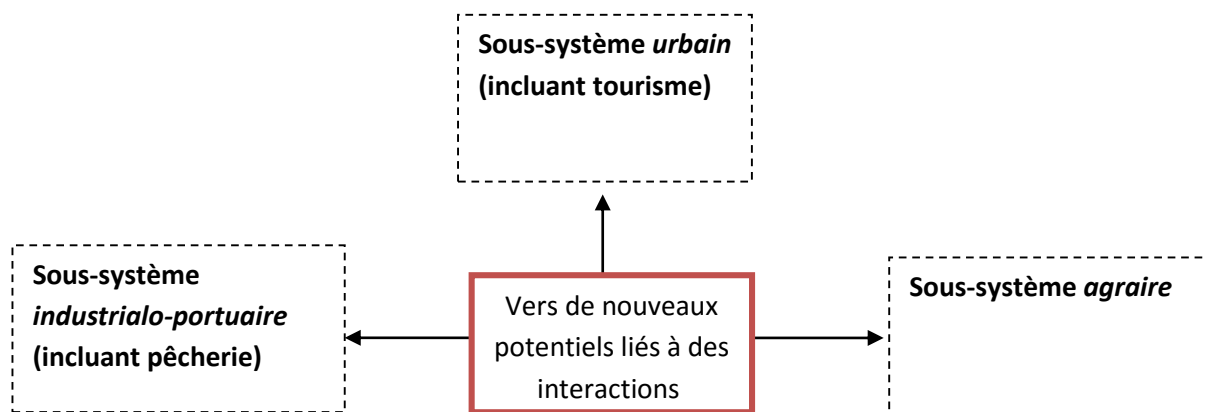 Sous-système urbain
(incluant tourisme)
Sous-système
industrialo-portuaire
(incluant pêcherie)
Vers de nouveaux
potentiels liés à des
interactions
Sous-système agraire